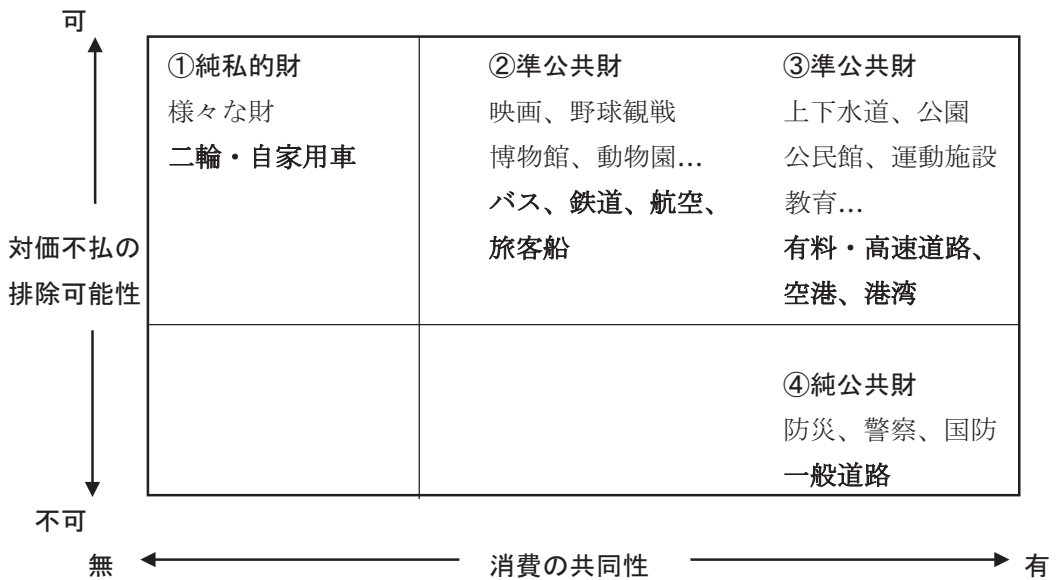 可
①純私的財
様々な財
二輪・自家用車
②準公共財
映画、野球観戦
博物館、動物園…
バス、鉄道、航空、
旅客船
③準公共財
上下水道、公園
公民館、運動施設
教育…
有料・高速道路、
空港、港湾
対価不払の
排除可能性
④純公共財
防災、警察、国防
一般道路
不可
無
消費の共同性
有